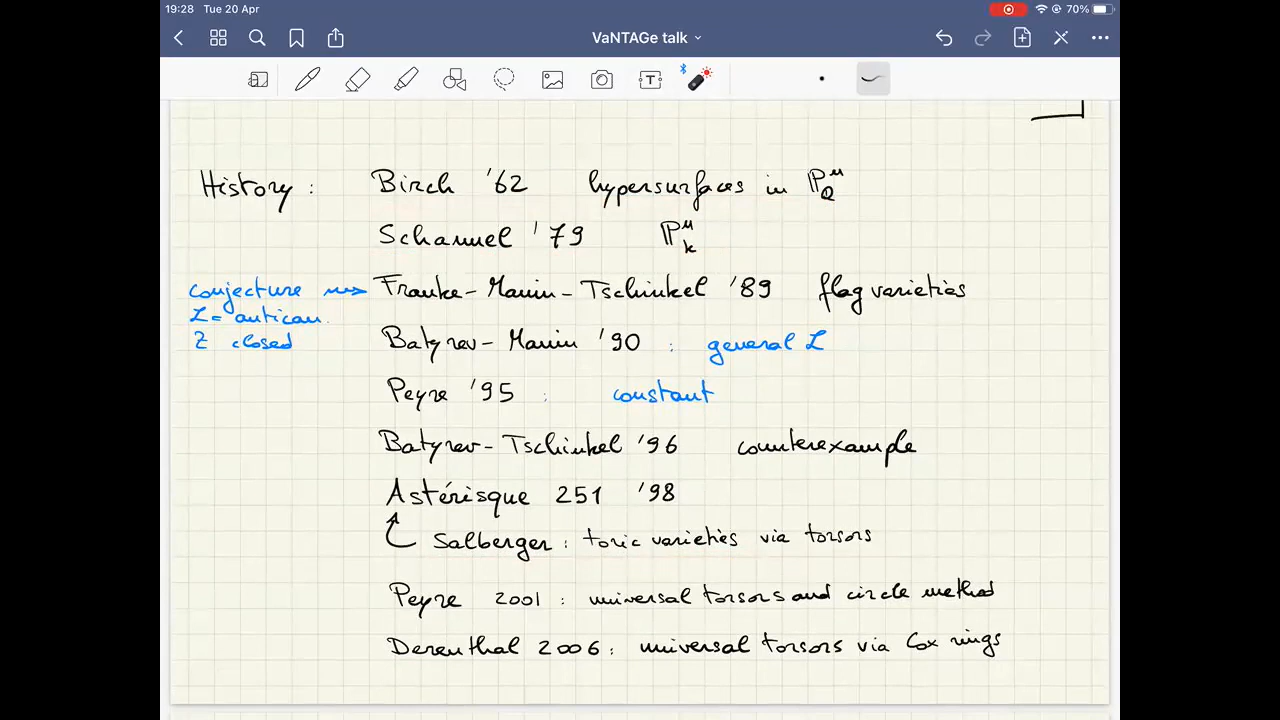 19:28 Tue 20 Apr 70%
VaNTAGe talk
T
History: Birch '62 hypersurfaces in ℙⁿ_ℚ
Schanuel '79 ℙⁿ_k
conjecture ⇝ Franke-Manin-Tschinkel '89 flag varieties
L = antican.
Z closed
Batyrev-Manin '90 : general L
Peyre '95 : constant
Batyrev-Tschinkel '96 counterexample
Astérisque 251 '98
Salberger: toric varieties via torsors
Peyre 2001 : universal torsors and circle method
Derenthal 2006: universal torsors via Cox rings